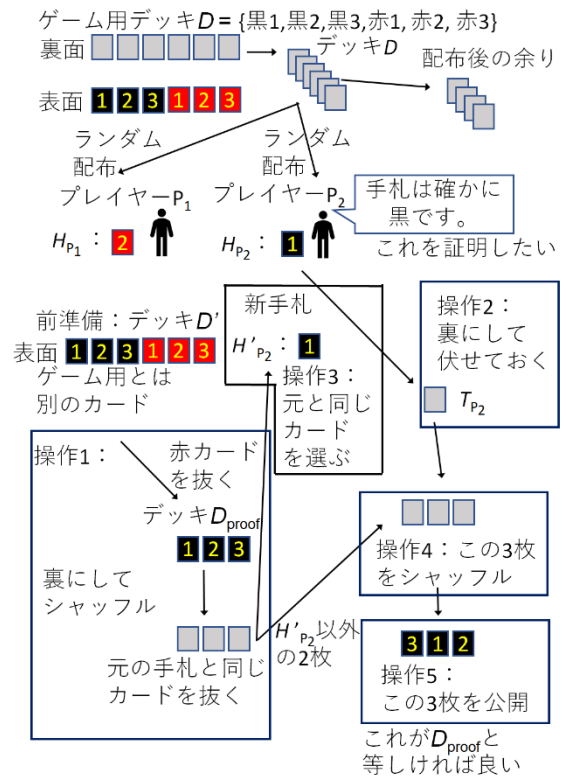 ゲーム用デッキD = {黒1,黒2,黒3,赤1, 赤2, 赤3}
裏面
デッキD
配布後の余り
表面 1 2 3 1 2 3
ランダム
配布
ランダム
配布
プレイヤーP1
プレイヤーP2
手札は確かに
黒です。
HP1 : 2
HP2 : 1
これを証明したい
前準備：デッキD'
表面 1 2 3 1 2 3
ゲーム用とは
別のカード
新手札
H'P2 : 1
操作3：
元と同じ
カード
を選ぶ
操作2：
裏にして
伏せておく
TP2
操作1：
赤カード
を抜く
デッキDproof
1 2 3
裏にして
シャッフル
元の手札と同じ
カードを抜く
H'P2以外
の2枚
操作4：この3枚
をシャッフル
3 1 2
操作5：
この3枚を公開
これがDproofと
等しければ良い